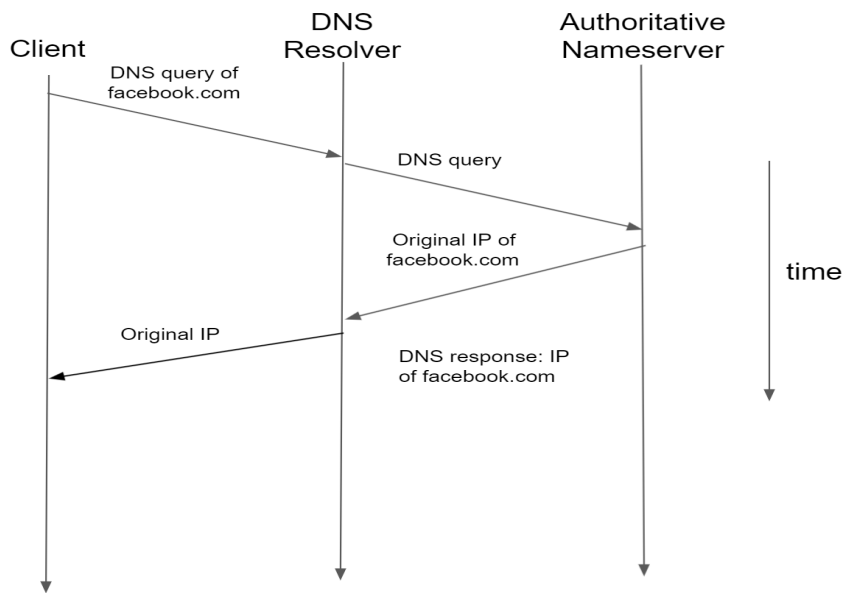 Client
DNS
Resolver
Authoritative
Nameserver
DNS query of
facebook.com
DNS query
Original IP of
facebook.com
time
Original IP
DNS response: IP
of facebook.com